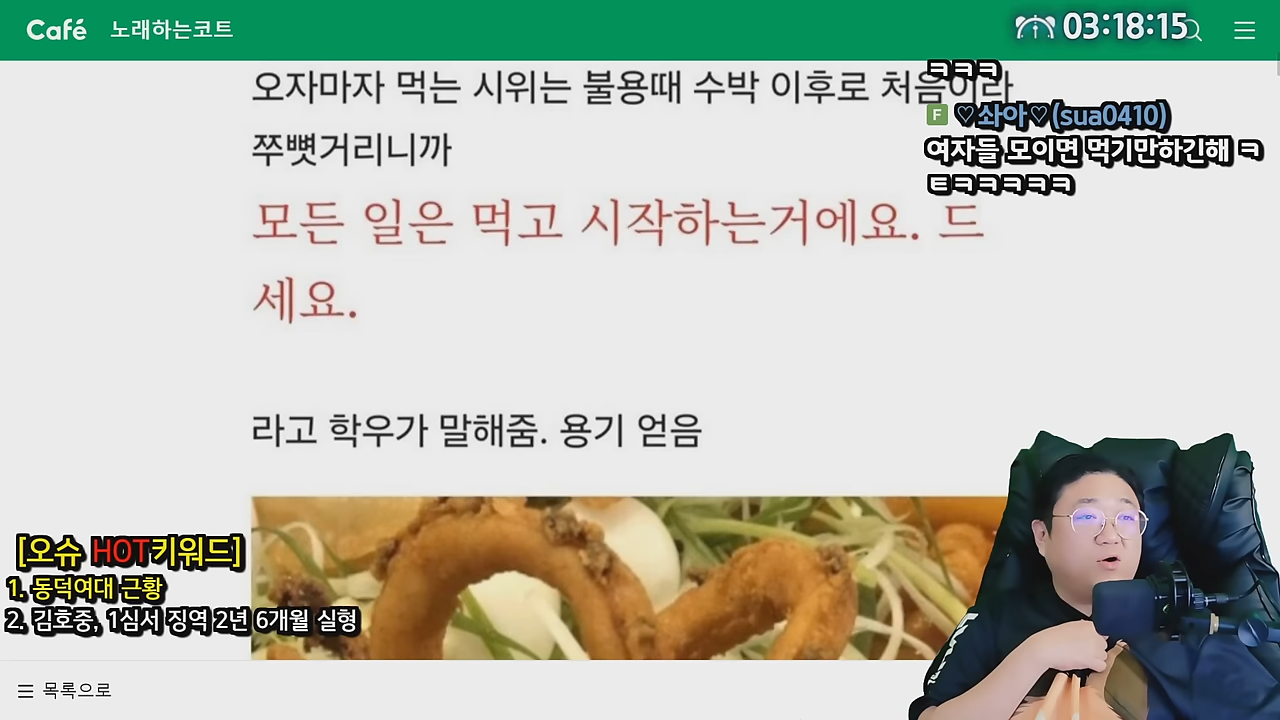 Café 노래하는코트
03:18:15
오자마자 먹는 시위는 불용때 수박 이후로 처음이라
쭈뼛거리니까
모든 일은 먹고 시작하는거에요. 드
세요.
라고 학우가 말해줌. 용기 얻음
ㅋㅋㅋ
F ♡솨아♡(sua0410)
여자들 모이면 먹기만하긴해 ㅋ
ㅌㅋㅋㅋㅋㅋ
[오슈 HOT키워드]
1. 동덕여대 근황
2. 김호중, 1심서 징역 2년 6개월 실형
목록으로